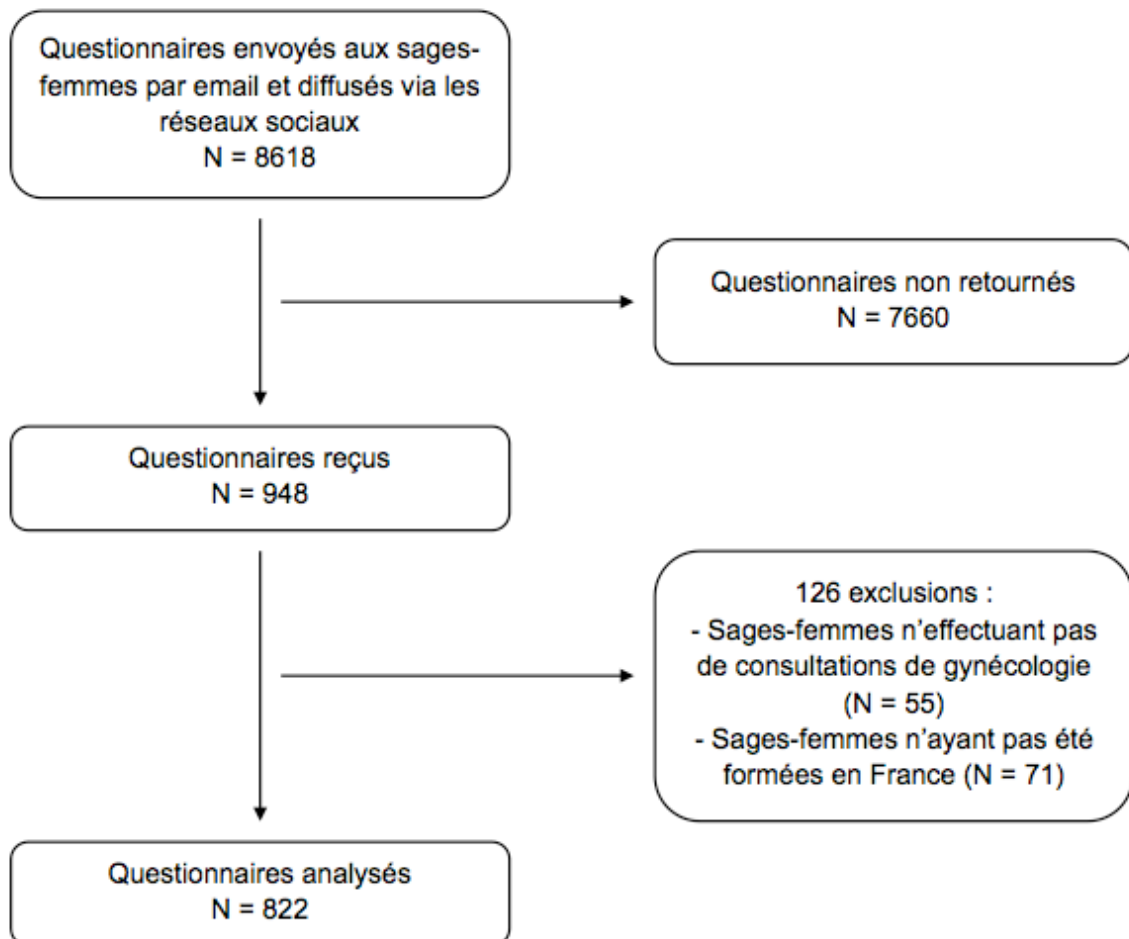 Questionnaires envoyés aux sages-
femmes par email et diffusés via les
réseaux sociaux
N = 8618
Questionnaires non retournés
N = 7660
Questionnaires reçus
N = 948
126 exclusions :
- Sages-femmes n'effectuant pas
de consultations de gynécologie
(N = 55)
- Sages-femmes n'ayant pas été
formées en France (N = 71)
Questionnaires analysés
N = 822